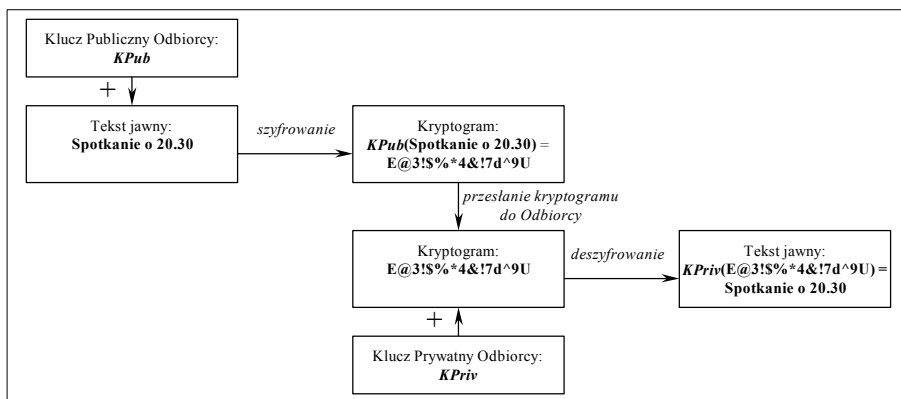 Klucz Publiczny Odbiorcy:
KPub
+
Tekst jawny:
Spotkanie o 20.30
szyfrowanie
Kryptogram:
KPub(Spotkanie o 20.30) =
E@3!$%*4&!7d^9U
przesłanie kryptogramu
do Odbiorcy
Kryptogram:
E@3!$%*4&!7d^9U
deszyfrowanie
Tekst jawny:
KPriv(E@3!$%*4&!7d^9U) =
Spotkanie o 20.30
+
Klucz Prywatny Odbiorcy:
KPriv